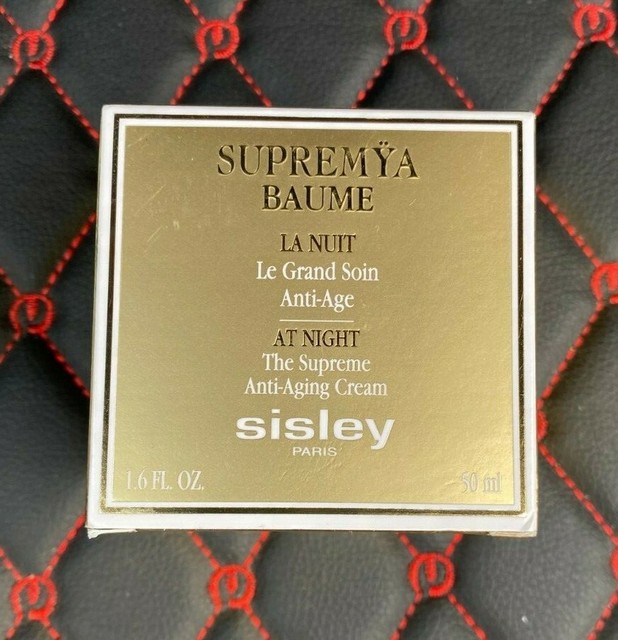 SUPREMŸA
BAUME
LA NUIT
Le Grand Soin
Anti-Age
AT NIGHT
The Supreme
Anti-Aging Cream
sisley
PARIS
1.6 FL. OZ. 50 ml